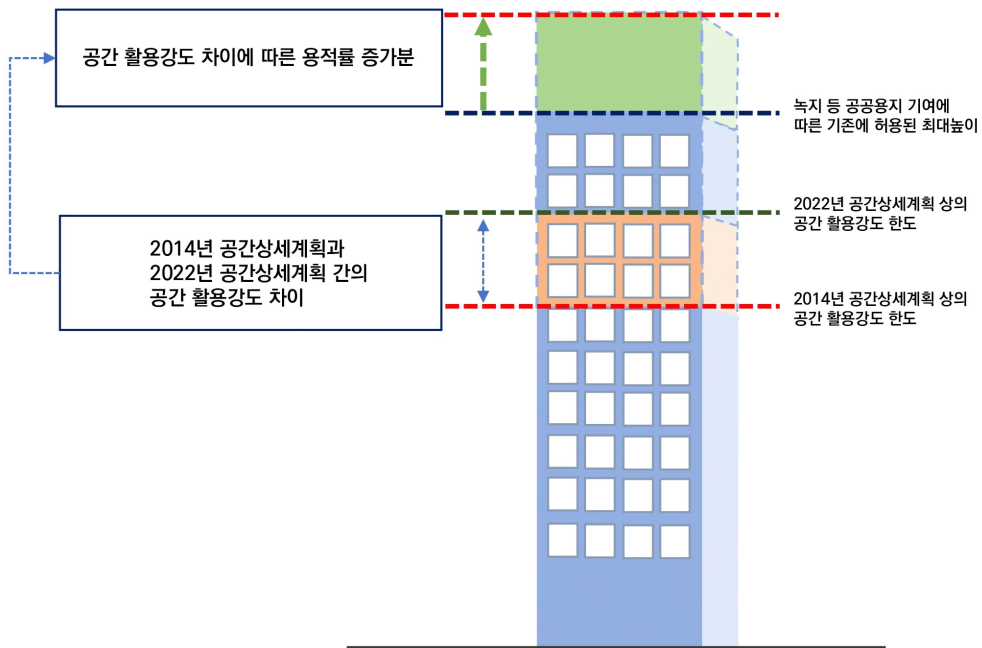 공간 활용강도 차이에 따른 용적률 증가분
녹지 등 공공용지 기여에
따른 기존에 허용된 최대높이
2022년 공간상세계획 상의
공간 활용강도 한도
2014년 공간상세계획과
2022년 공간상세계획 간의
공간 활용강도 차이
2014년 공간상세계획 상의
공간 활용강도 한도